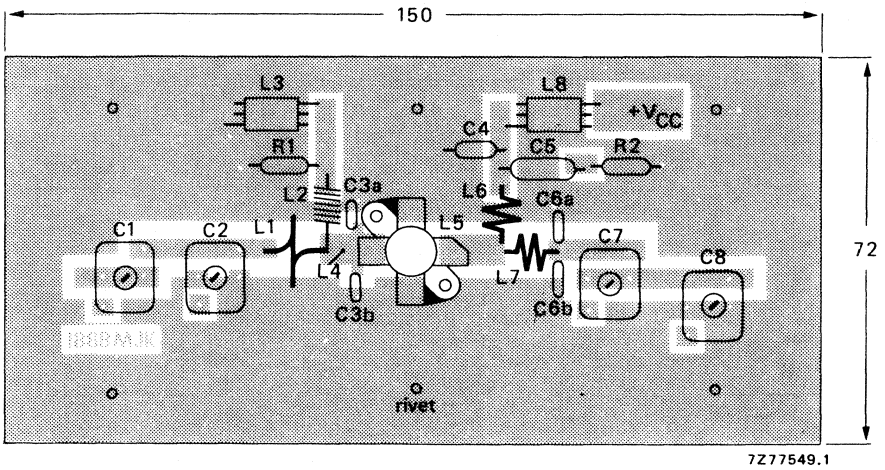 150
L3
L8
+VCC
C4
R1
C5
R2
L2
C3a
L6
C6a
C1
C2
L1
L5
C7
72
L4
L7
C8
C3b
C6b
rivet
7Z77549.1